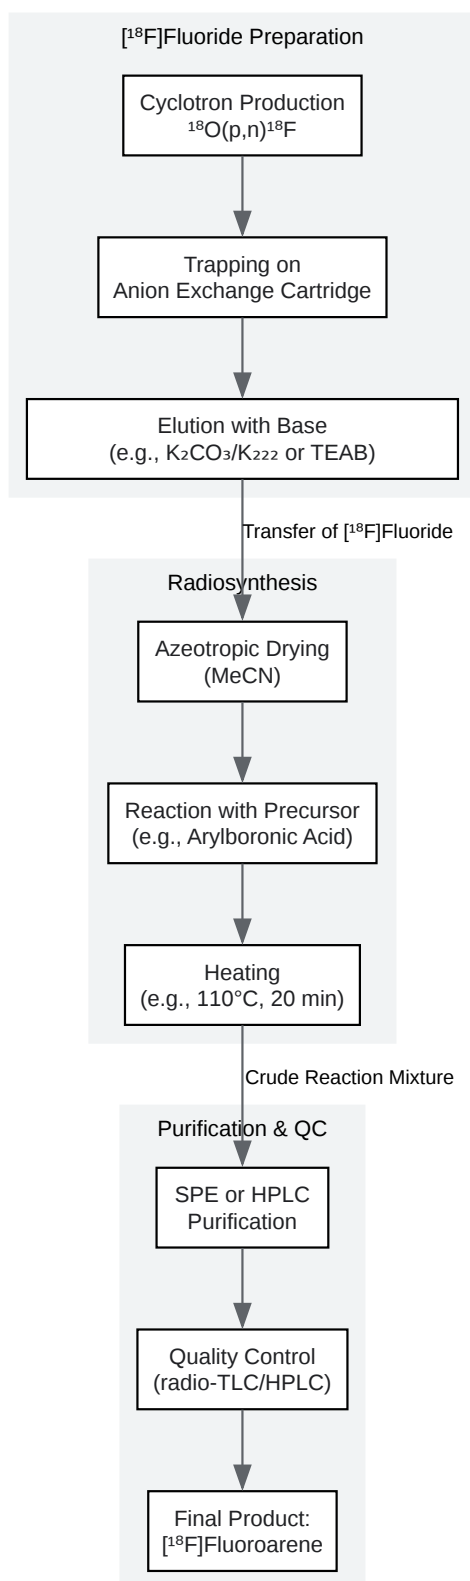 [¹⁸F]Fluoride Preparation
Cyclotron Production
¹⁸O(p,n)¹⁸F
Trapping on
Anion Exchange Cartridge
Elution with Base
(e.g., K₂CO₃/K₂₂₂ or TEAB)
Transfer of [¹⁸F]Fluoride
Radiosynthesis
Azeotropic Drying
(MeCN)
Reaction with Precursor
(e.g., Arylboronic Acid)
Heating
(e.g., 110°C, 20 min)
Crude Reaction Mixture
Purification & QC
SPE or HPLC
Purification
Quality Control
(radio-TLC/HPLC)
Final Product:
[¹⁸F]Fluoroarene